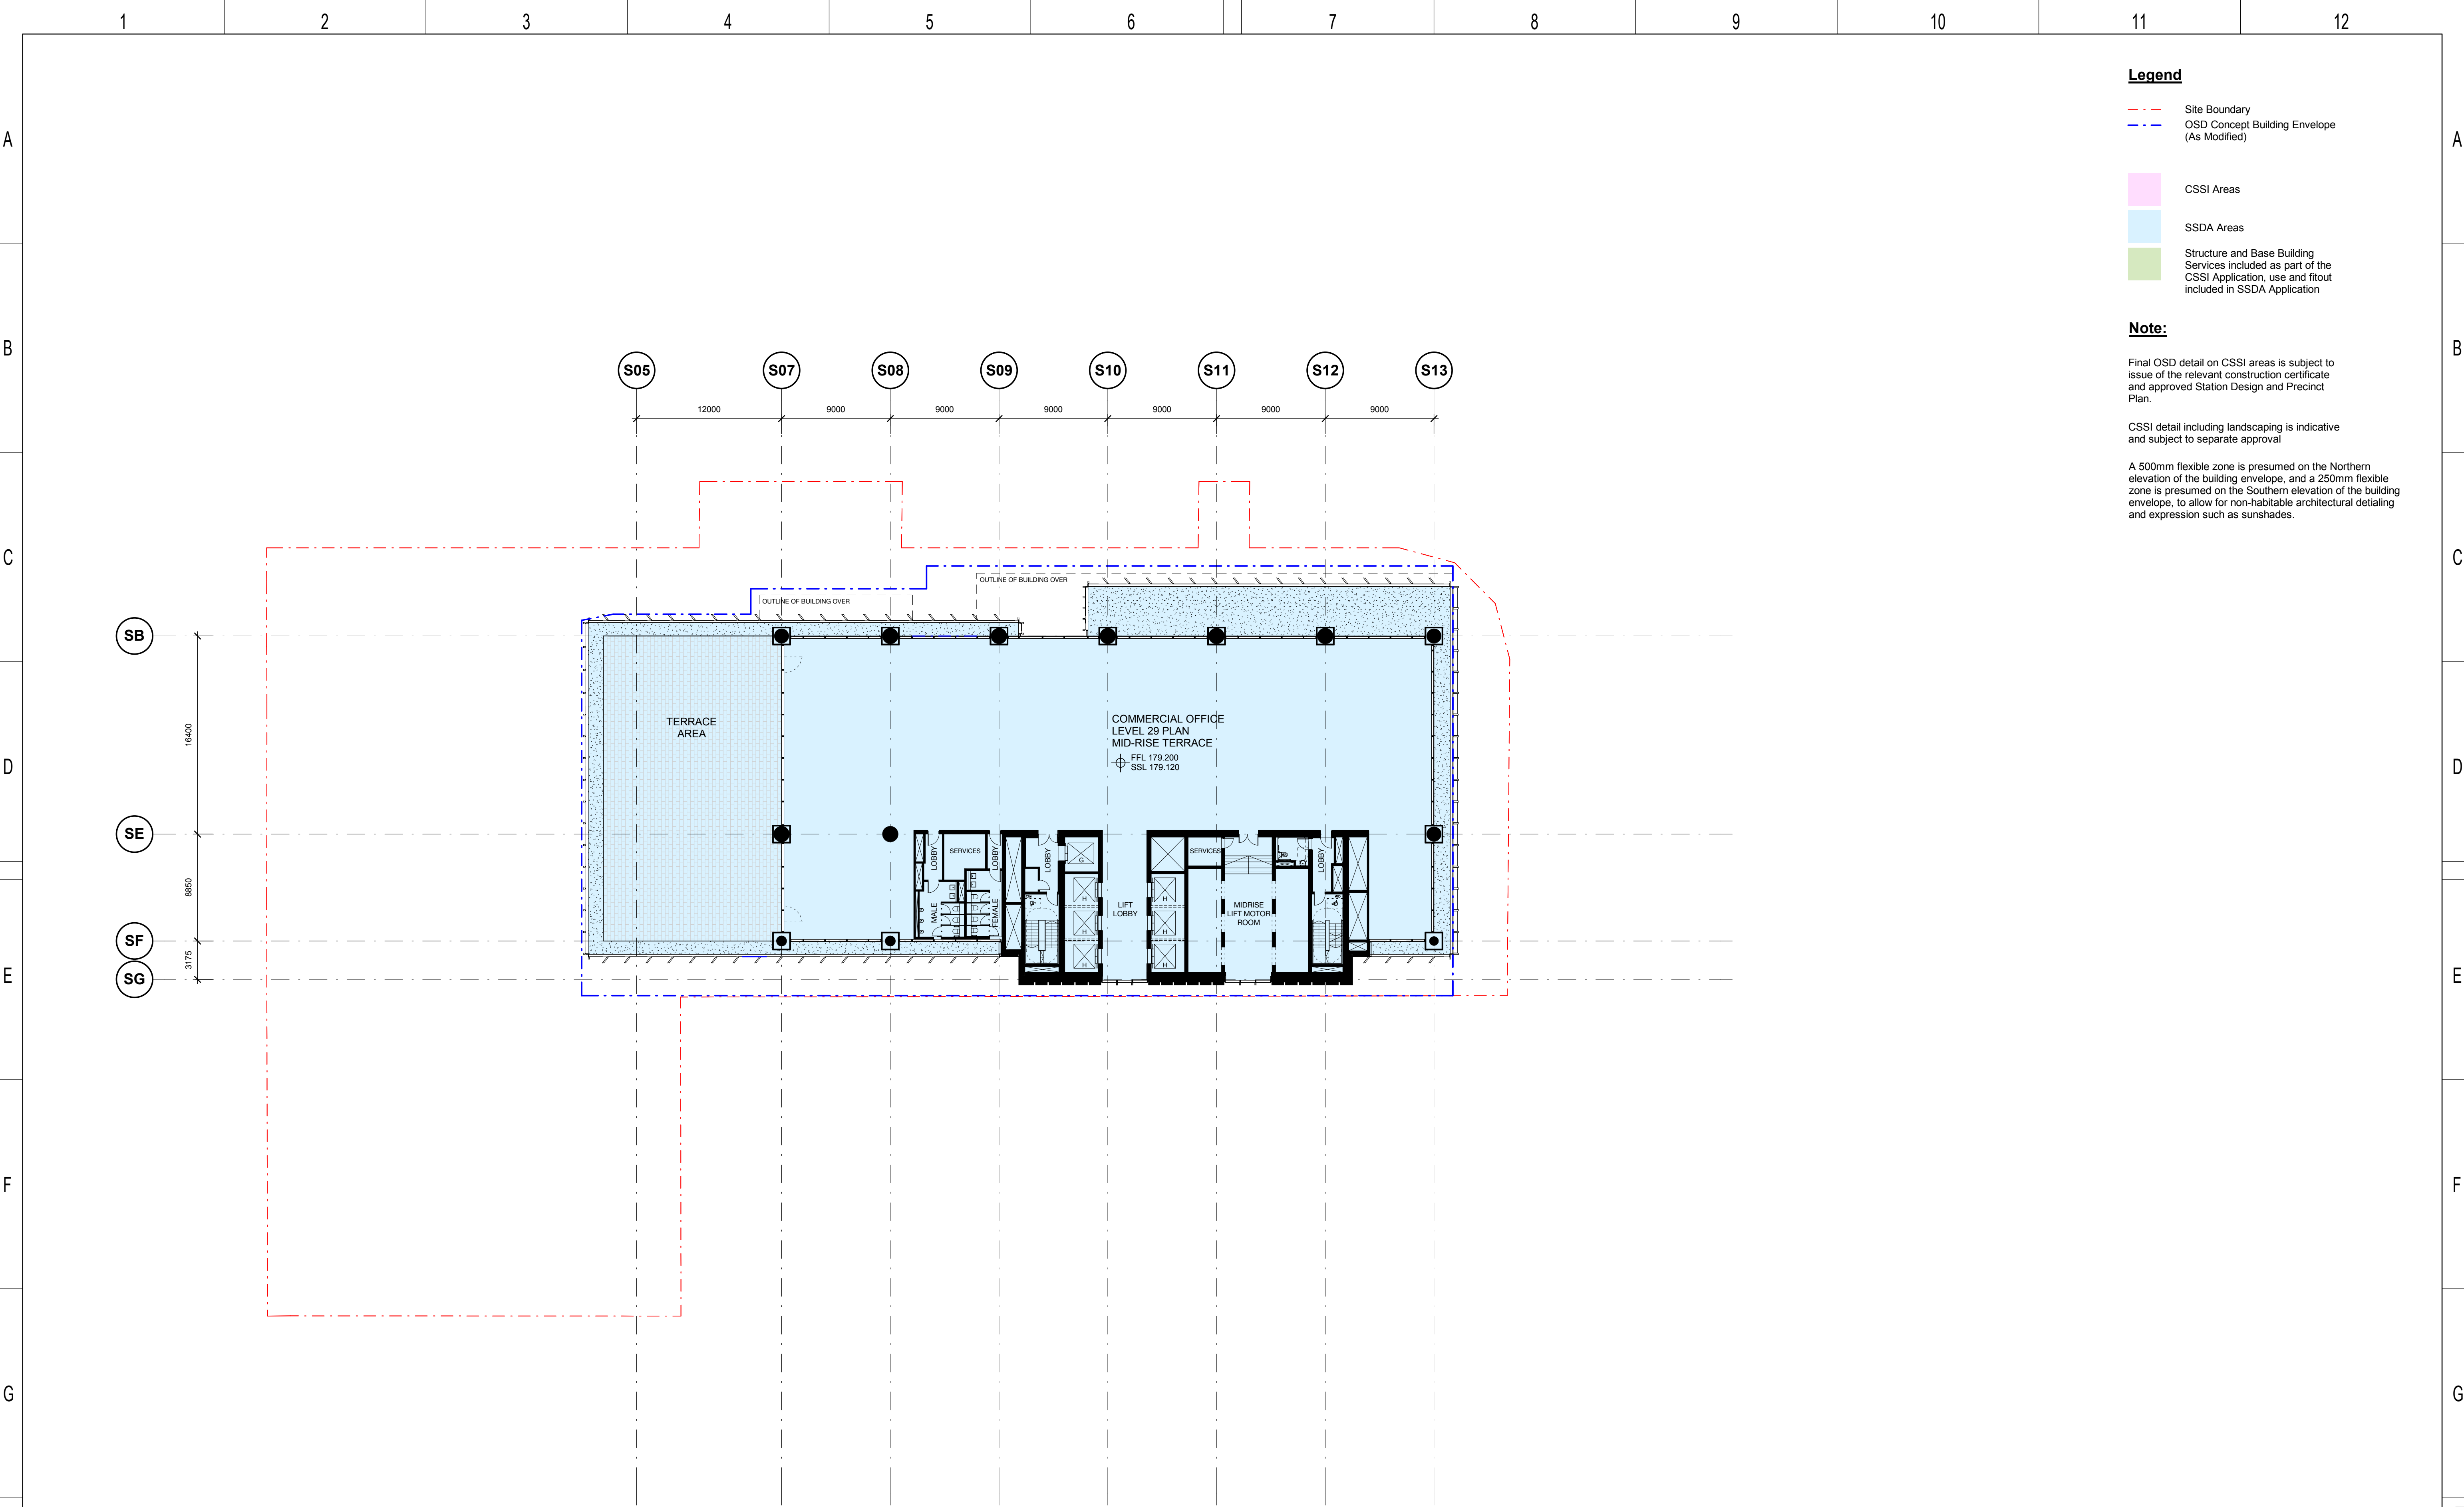 1 2 3 4 5 6 7 8 9 10 11 12
A A
B B
C C
D D
E E
F F
G G
Legend
Site Boundary
OSD Concept Building Envelope
(As Modified)
CSSI Areas
SSDA Areas
Structure and Base Building
Services included as part of the
CSSI Application, use and fitout
included in SSDA Application
Note:
Final OSD detail on CSSI areas is subject to
issue of the relevant construction certificate
and approved Station Design and Precinct
Plan.
CSSI detail including landscaping is indicative
and subject to separate approval
A 500mm flexible zone is presumed on the Northern
elevation of the building envelope, and a 250mm flexible
zone is presumed on the Southern elevation of the building
envelope, to allow for non-habitable architectural detialing
and expression such as sunshades.
S05 S07 S08 S09 S10 S11 S12 S13
12000 9000 9000 9000 9000 9000 9000
OUTLINE OF BUILDING OVER
OUTLINE OF BUILDING OVER
SB
16400
SE
8850
SF
3175
SG
TERRACE
AREA
COMMERCIAL OFFICE
LEVEL 29 PLAN
MID-RISE TERRACE
FFL 179.200
SSL 179.120
LOBBY
SERVICES
LOBBY
LOBBY
G
SERVICES
LOBBY
MALE
FEMALE
H
H
H
LIFT
LOBBY
H
H
H
MIDRISE
LIFT MOTOR
ROOM